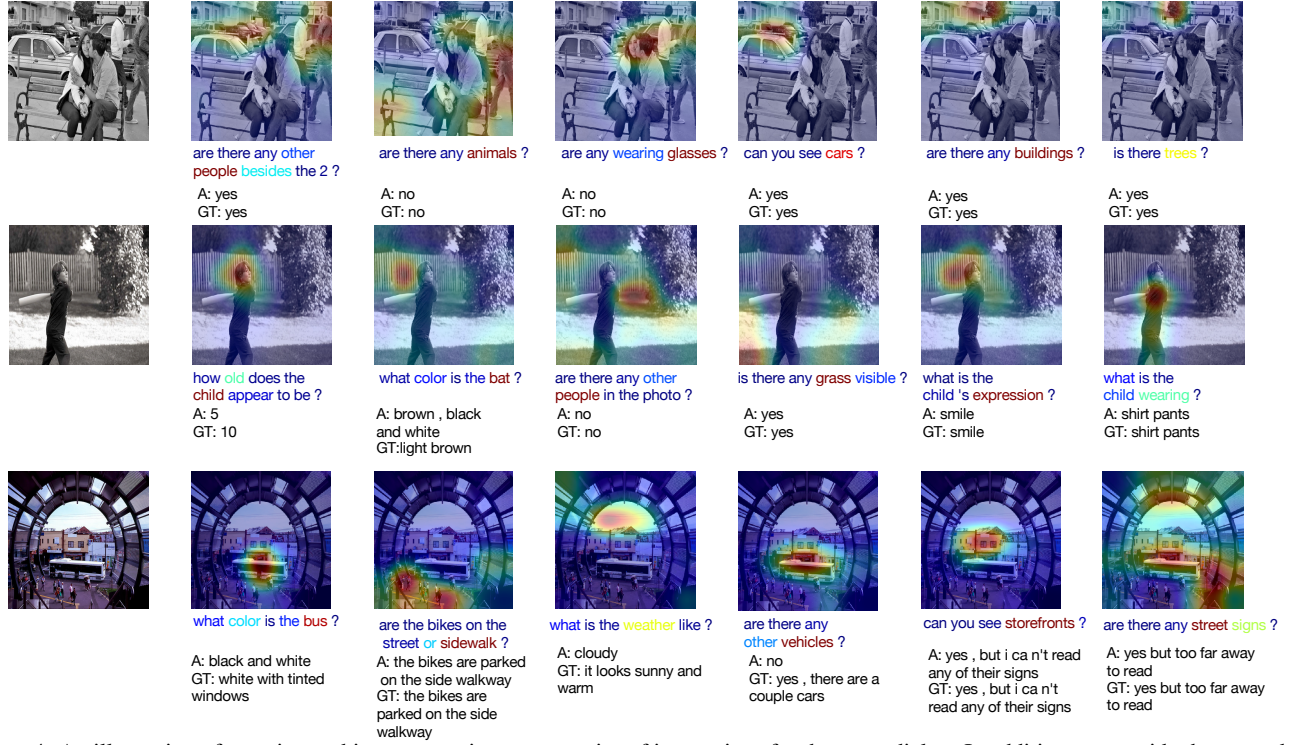 are there any other
people besides the 2 ?
A: yes
GT: yes
are there any animals ?
A: no
GT: no
are any wearing glasses ?
A: no
GT: no
can you see cars ?
A: yes
GT: yes
are there any buildings ?
A: yes
GT: yes
is there trees ?
A: yes
GT: yes
how old does the
child appear to be ?
A: 5
GT: 10
what color is the bat ?
A: brown , black
and white
GT:light brown
are there any other
people in the photo ?
A: no
GT: no
is there any grass visible ?
A: yes
GT: yes
what is the
child 's expression ?
A: smile
GT: smile
what is the
child wearing ?
A: shirt pants
GT: shirt pants
what color is the bus ?
A: black and white
GT: white with tinted
windows
are the bikes on the
street or sidewalk ?
A: the bikes are parked
on the side walkway
GT: the bikes are
parked on the side
walkway
what is the weather like ?
A: cloudy
GT: it looks sunny and
warm
are there any
other vehicles ?
A: no
GT: yes , there are a
couple cars
can you see storefronts ?
A: yes , but i ca n't read
any of their signs
GT: yes , but i ca n't
read any of their signs
are there any street signs ?
A: yes but too far away
to read
GT: yes but too far away
to read